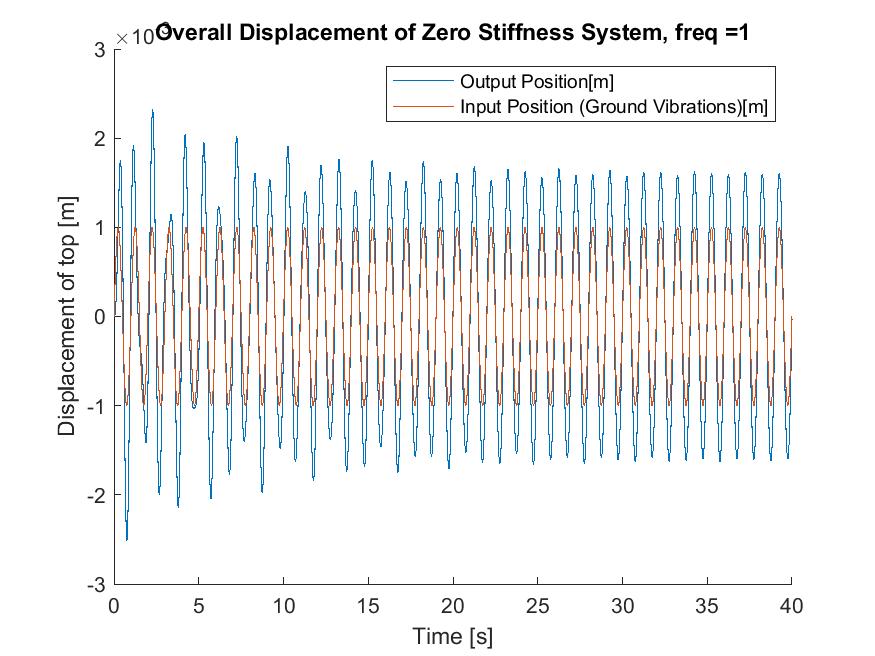 ×10
Overall Displacement of Zero Stiffness System, freq =1
Output Position[m]
Input Position (Ground Vibrations)[m]
3
2
1
0
-1
-2
-3
Displacement of top [m]
0 5 10 15 20 25 30 35 40
Time [s]